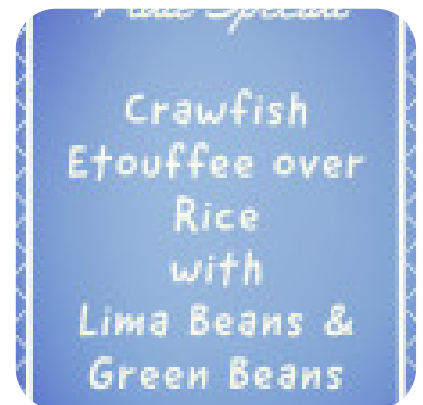 Crawfish
Etouffee over
Rice
with
Lima Beans &
Green Beans